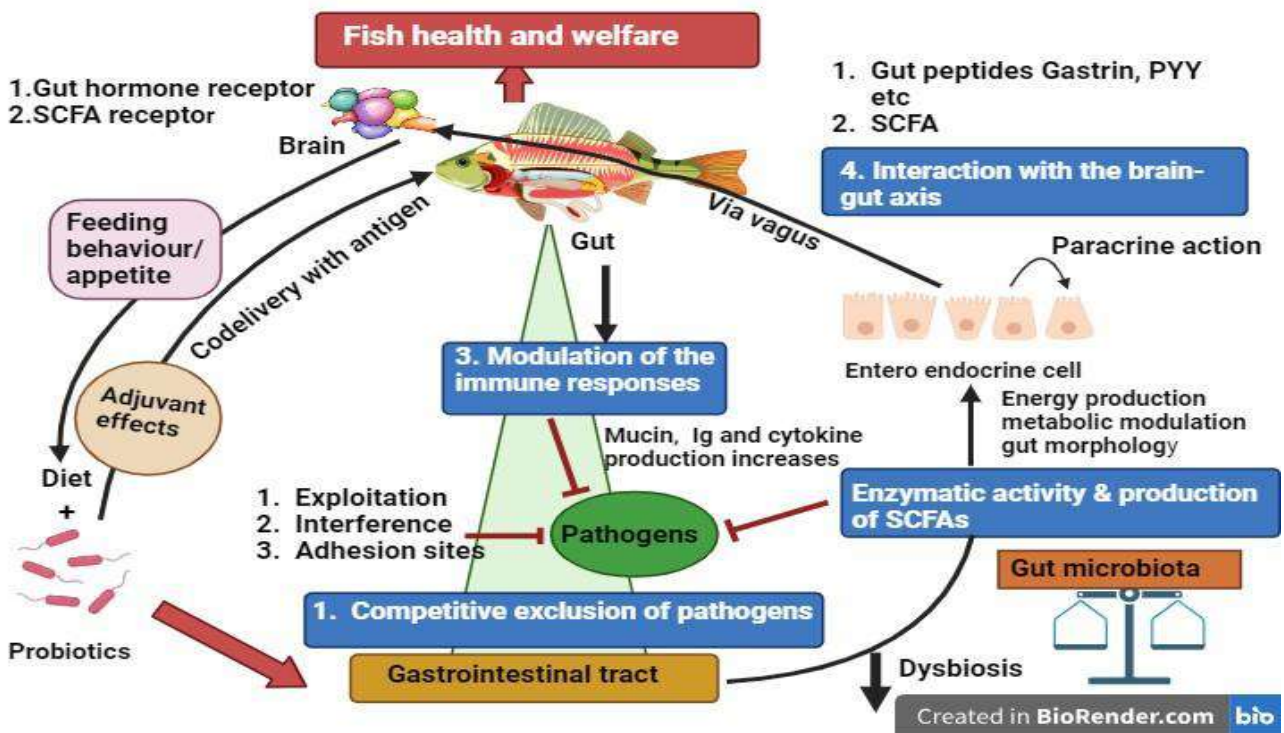 Fish health and welfare
1.Gut hormone receptor
2.SCFA receptor
Brain
1. Gut peptides Gastrin, PYY
etc
2. SCFA
4. Interaction with the brain-
gut axis
Feeding
behaviour/
appetite
Codelivery with antigen
Gut
Via vagus
Paracrine action
3. Modulation of the
immune responses
Entero endocrine cell
Adjuvant
effects
Mucin, Ig and cytokine
production increases
Energy production
metabolic modulation
gut morphology
Diet
+
1. Exploitation
2. Interference
3. Adhesion sites
Pathogens
Enzymatic activity & production
of SCFAs
Gut microbiota
1. Competitive exclusion of pathogens
Probiotics
Gastrointestinal tract
Dysbiosis
Created in BioRender.com bio